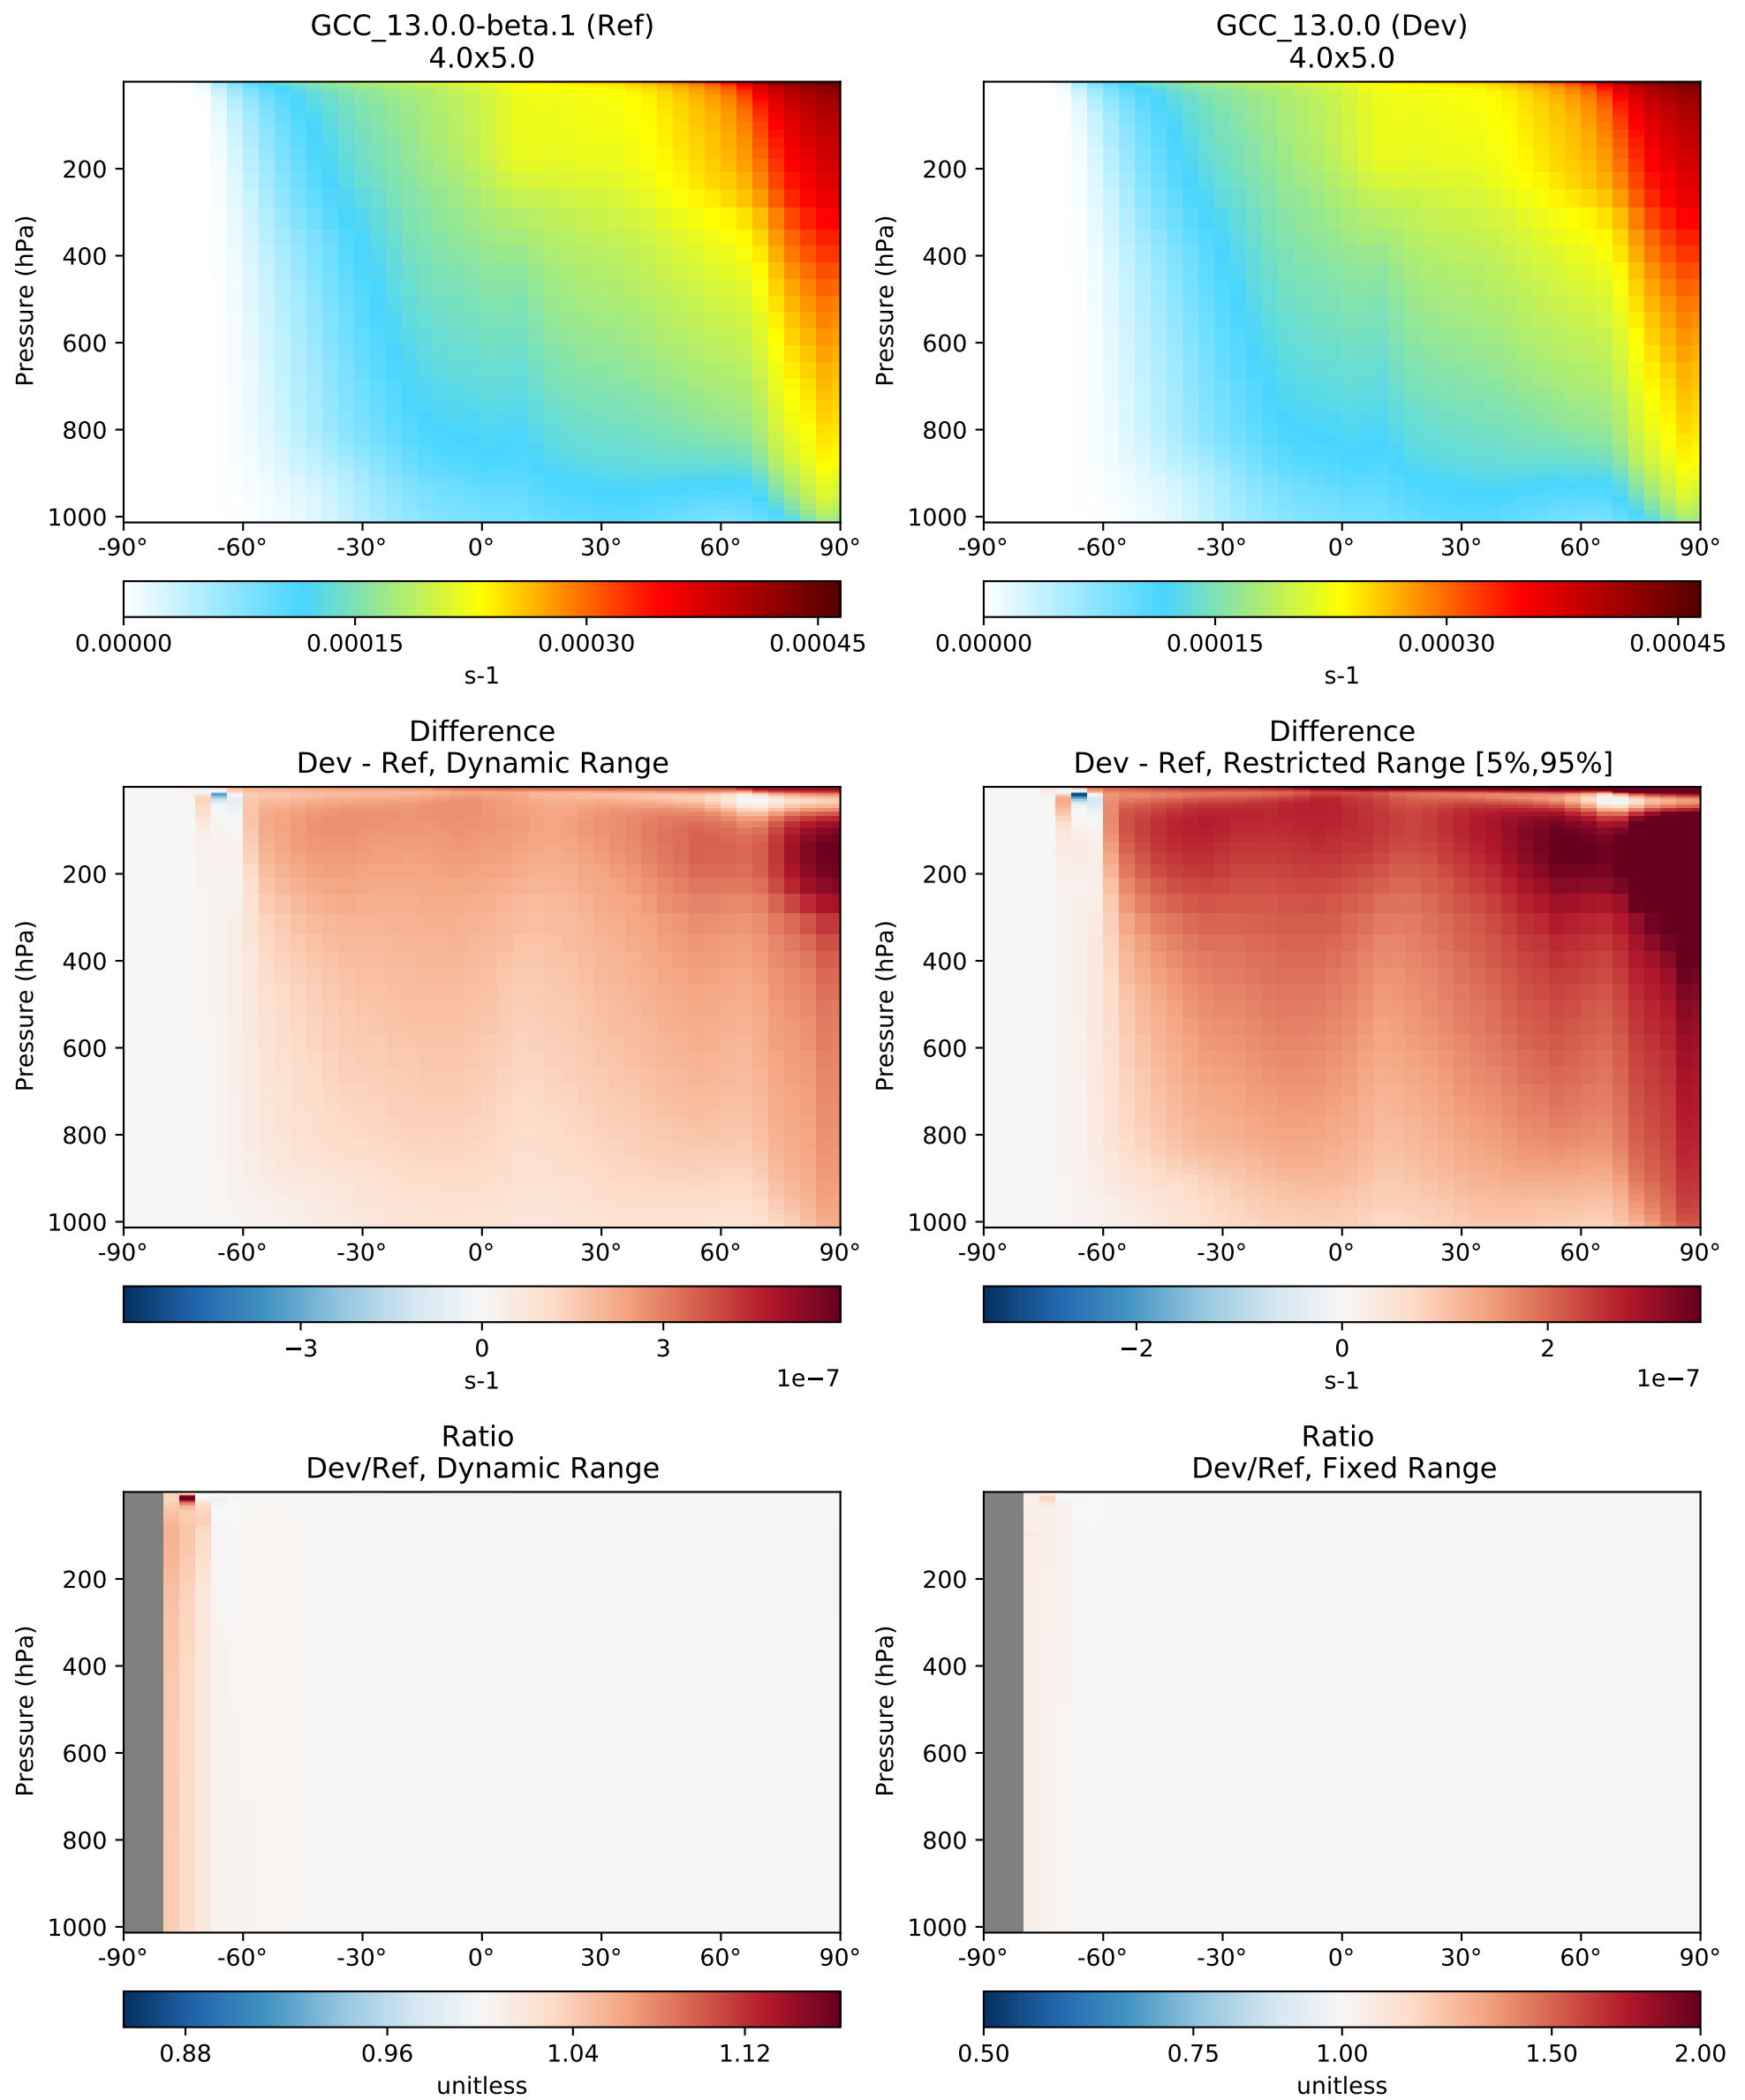 GCC_13.0.0-beta.1 (Ref)
4.0x5.0
Pressure (hPa)
200
400
600
800
1000
-90° -60° -30° 0° 30° 60° 90°
0.00000 0.00015 0.00030 0.00045
s-1
GCC_13.0.0 (Dev)
4.0x5.0
Pressure (hPa)
200
400
600
800
1000
-90° -60° -30° 0° 30° 60° 90°
0.00000 0.00015 0.00030 0.00045
s-1
Difference
Dev - Ref, Dynamic Range
Pressure (hPa)
200
400
600
800
1000
-90° -60° -30° 0° 30° 60° 90°
−3 0 3
s-1 1e−7
Difference
Dev - Ref, Restricted Range [5%,95%]
Pressure (hPa)
200
400
600
800
1000
-90° -60° -30° 0° 30° 60° 90°
−2 0 2
s-1 1e−7
Ratio
Dev/Ref, Dynamic Range
Pressure (hPa)
200
400
600
800
1000
-90° -60° -30° 0° 30° 60° 90°
0.88 0.96 1.04 1.12
unitless
Ratio
Dev/Ref, Fixed Range
Pressure (hPa)
200
400
600
800
1000
-90° -60° -30° 0° 30° 60° 90°
0.50 0.75 1.00 1.50 2.00
unitless